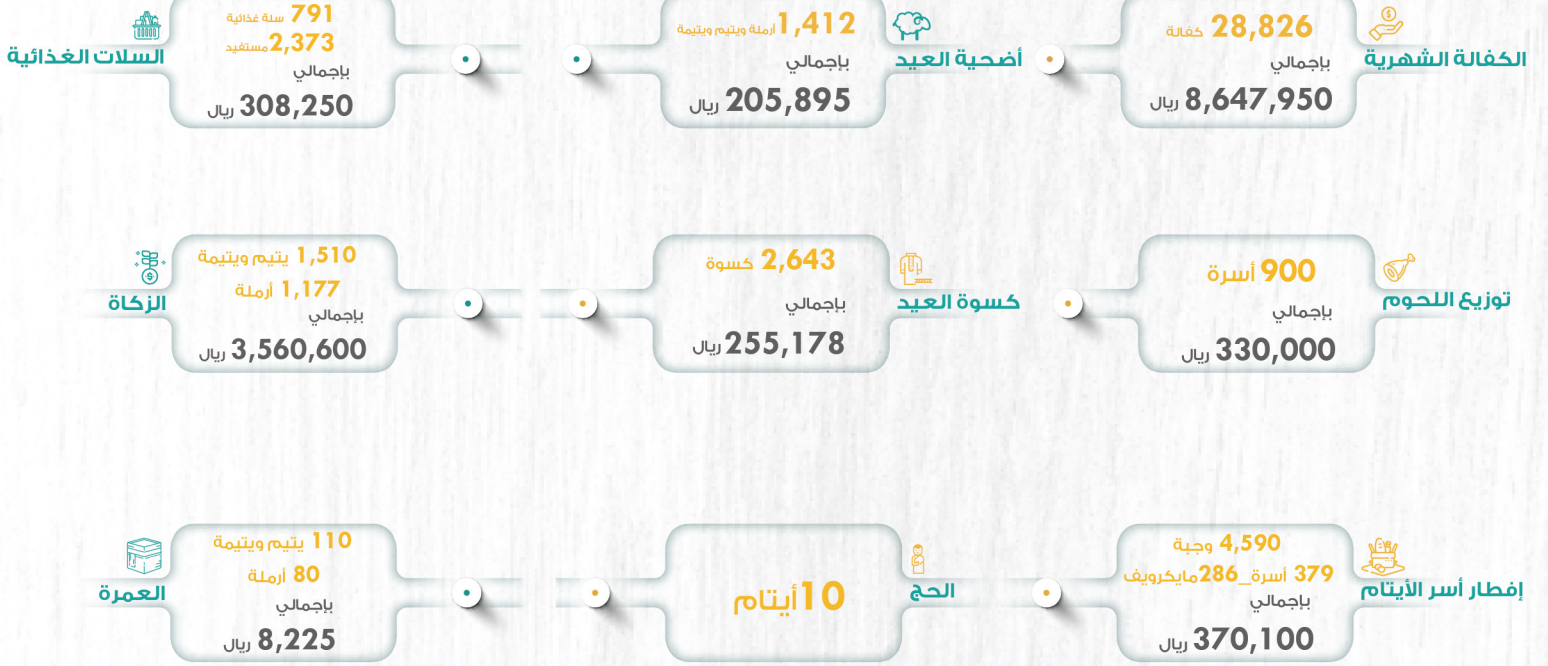 الكفالة الشهرية
28,826 كفالة
بإجمالي
8,647,950 ريال
أضحية العيد
1,412 أرملة ويتيم ويتيمة
بإجمالي
205,895 ريال
السلات الغذائية
791 سلة غذائية
2,373 مستفيد
بإجمالي
308,250 ريال
توزيع اللحوم
900 أسرة
بإجمالي
330,000 ريال
كسوة العيد
2,643 كسوة
بإجمالي
255,178 ريال
الزكاة
1,510 يتيم ويتيمة
1,177 أرملة
بإجمالي
3,560,600 ريال
إفطار أسر الأيتام
4,590 وجبة
379 أسرة_286 مايكرويف
بإجمالي
370,100 ريال
الحج
10 أيتام
العمرة
110 يتيم ويتيمة
80 أرملة
بإجمالي
8,225 ريال